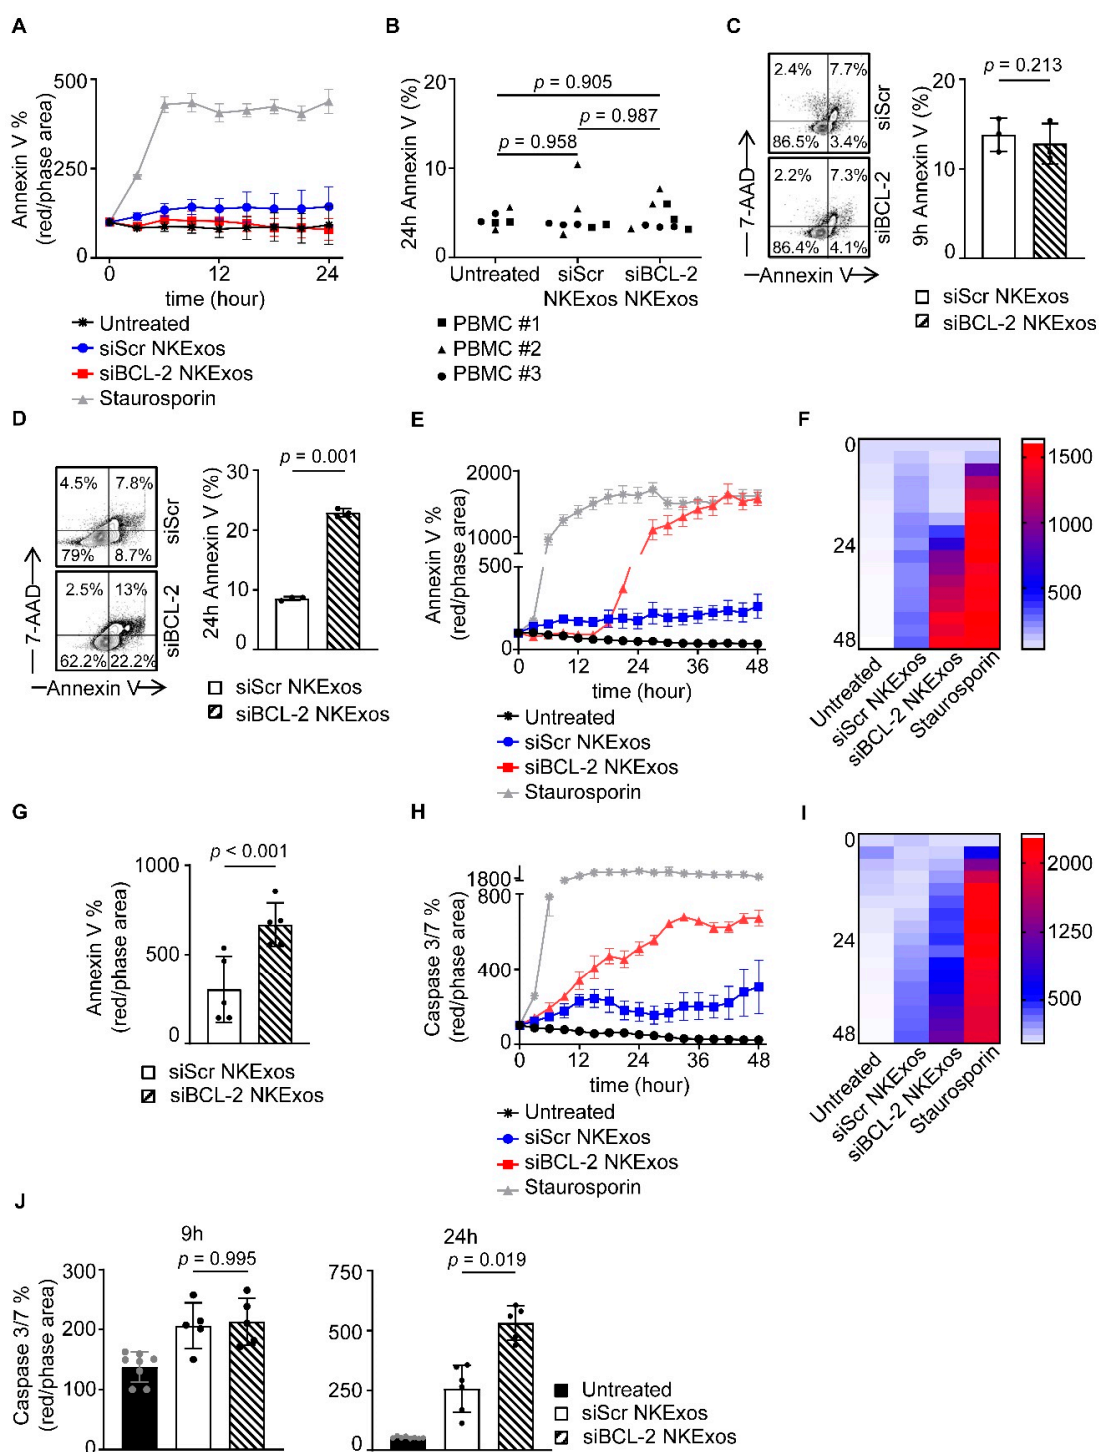 A
500
250
0
Annexin V %
(red/phase area)
0
12
24
time (hour)
Untreated
siScr NKExos
siBCL-2 NKExos
Staurosporin
B
20
10
0
24h Annexin V (%)
p = 0.905
p = 0.987
p = 0.958
Untreated
siScr
NKExos
siBCL-2
NKExos
PBMC #1
PBMC #2
PBMC #3
C
2.4%
7.7%
86.5%
3.4%
siScr
2.2%
7.3%
86.4%
4.1%
siBCL-2
7-AAD
Annexin V
20
10
0
9h Annexin V (%)
p = 0.213
siScr NKExos
siBCL-2 NKExos
D
4.5%
7.8%
79%
8.7%
siScr
2.5%
13%
62.2%
22.2%
siBCL-2
7-AAD
Annexin V
30
20
10
0
24h Annexin V (%)
p = 0.001
siScr NKExos
siBCL-2 NKExos
E
2000
1000
500
0
Annexin V %
(red/phase area)
0
12
24
36
48
time (hour)
Untreated
siScr NKExos
siBCL-2 NKExos
Staurosporin
F
0
24
48
Untreated
siScr NKExos
siBCL-2 NKExos
Staurosporin
1500
1000
500
G
1000
500
0
Annexin V %
(red/phase area)
p < 0.001
siScr NKExos
siBCL-2 NKExos
H
1800
800
400
0
Caspase 3/7 %
(red/phase area)
0
12
24
36
48
time (hour)
Untreated
siScr NKExos
siBCL-2 NKExos
Staurosporin
I
0
24
48
Untreated
siScr NKExos
siBCL-2 NKExos
Staurosporin
2000
1500
1000
500
J
9h
p = 0.995
300
200
100
0
Caspase 3/7 %
(red/phase area)
24h
p = 0.019
750
500
250
0
Untreated
siScr NKExos
siBCL-2 NKExos